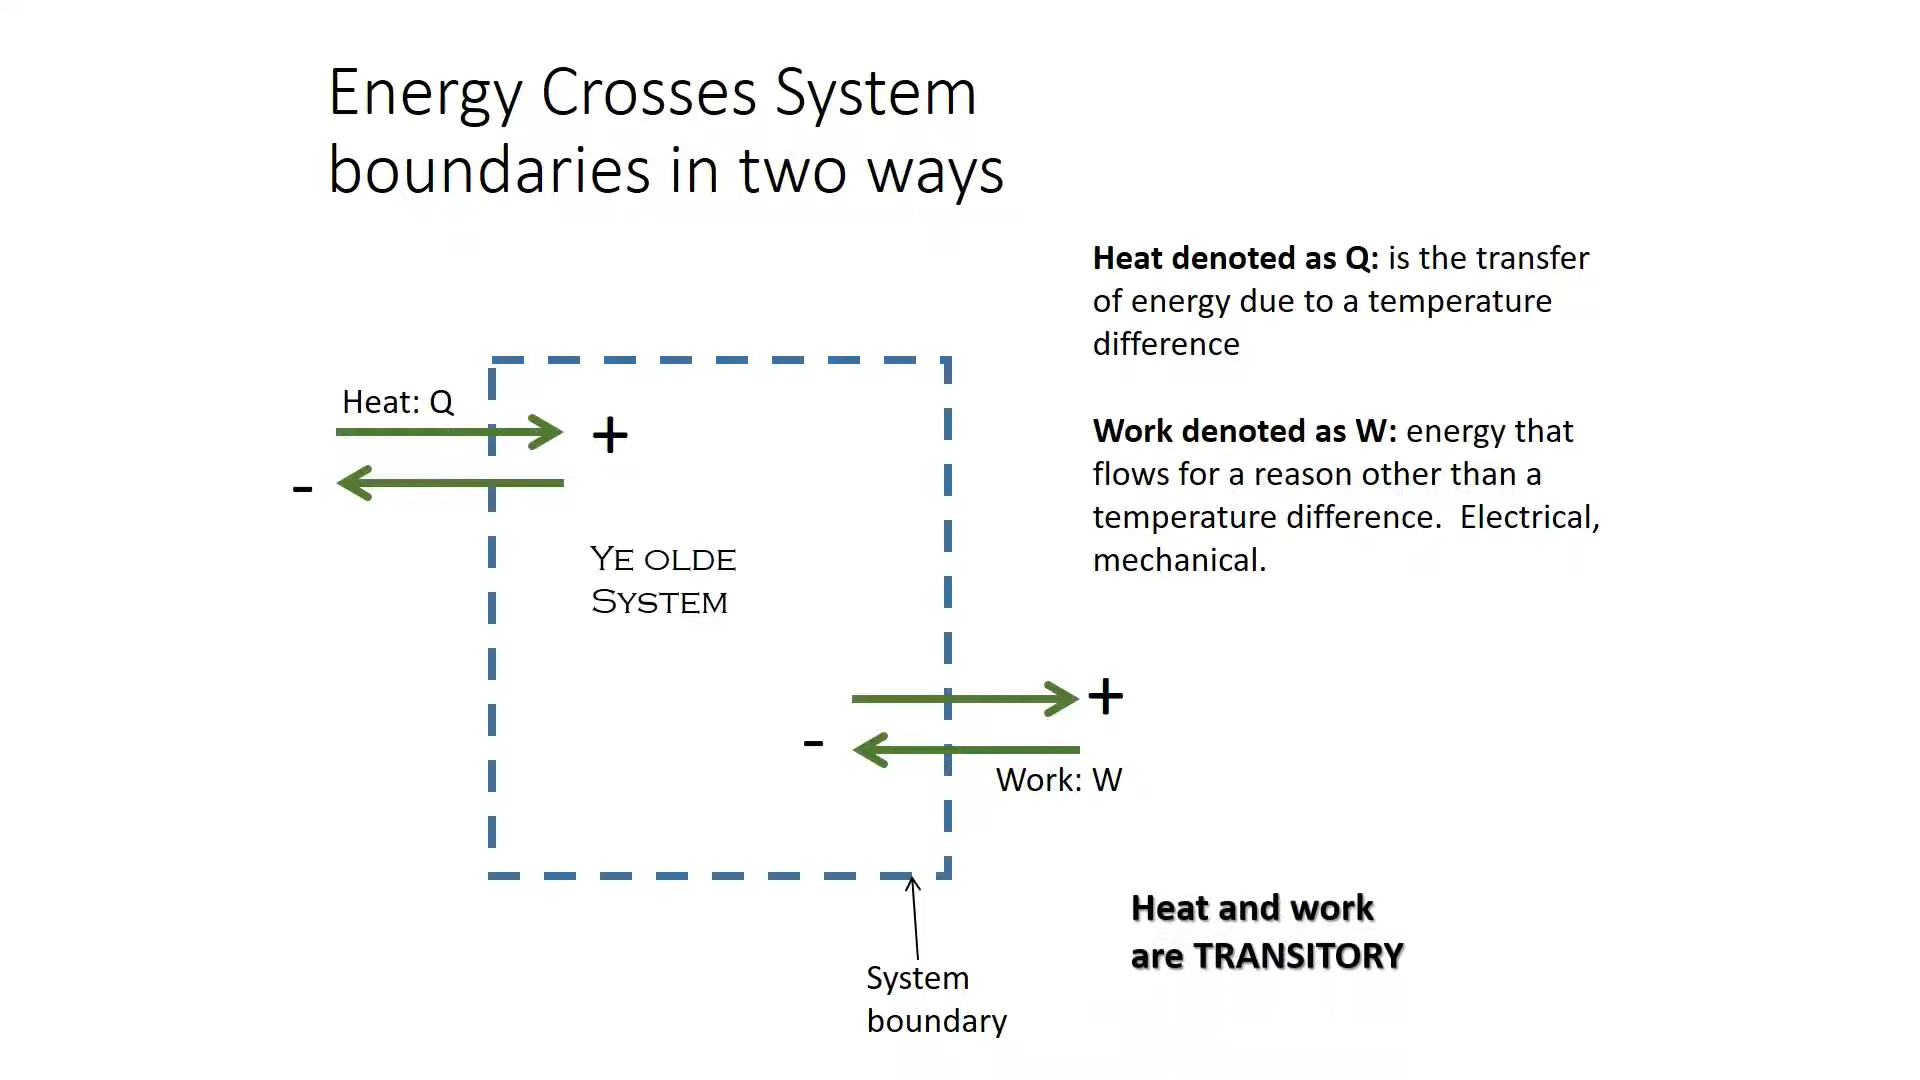 Energy Crosses System
boundaries in two ways
Heat denoted as Q: is the transfer
of energy due to a temperature
difference
Work denoted as W: energy that
flows for a reason other than a
temperature difference.  Electrical,
mechanical.
Heat: Q
+
-
Ye olde
System
+
-
Work: W
System
boundary
Heat and work
are TRANSITORY